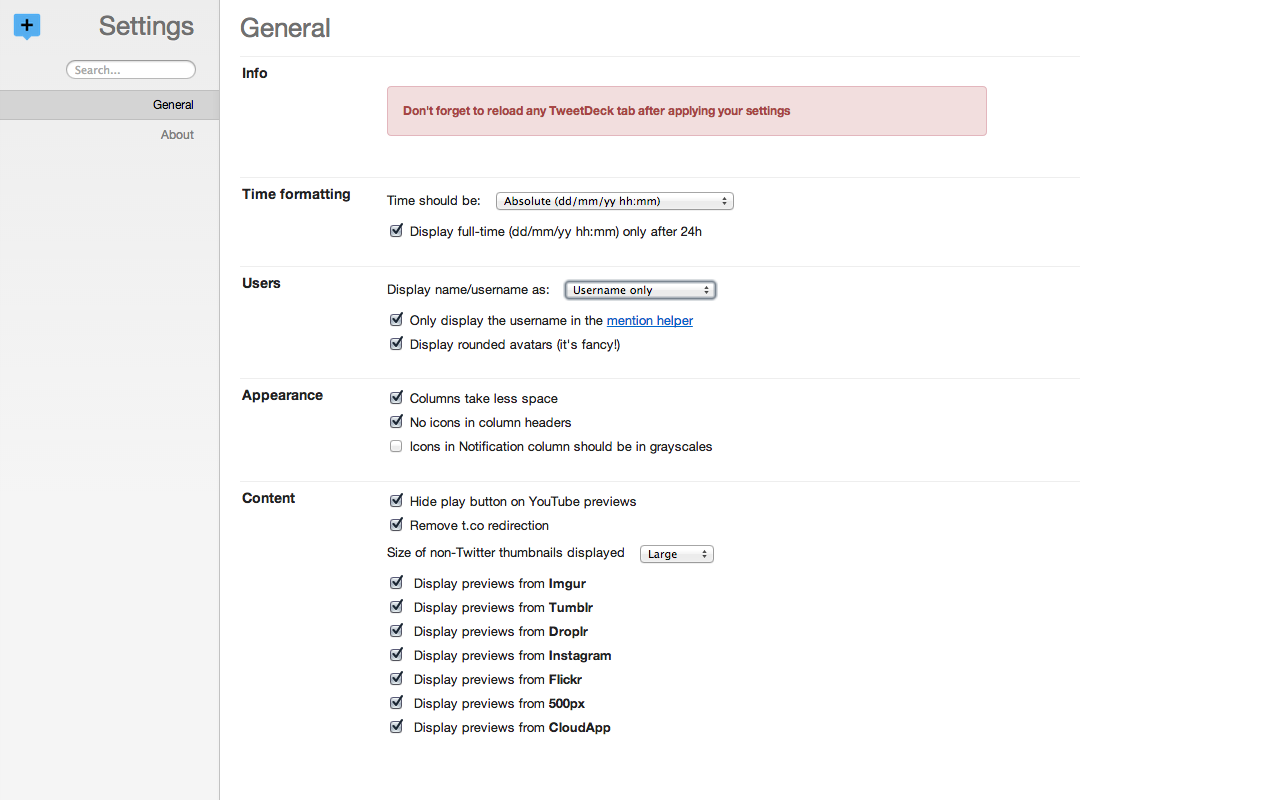 Settings
Search...
General
About
General
Info
Don't forget to reload any TweetDeck tab after applying your settings
Time formatting
Time should be: Absolute (dd/mm/yy hh:mm)
Display full-time (dd/mm/yy hh:mm) only after 24h
Users
Display name/username as: Username only
Only display the username in the mention helper
Display rounded avatars (it's fancy!)
Appearance
Columns take less space
No icons in column headers
Icons in Notification column should be in grayscales
Content
Hide play button on YouTube previews
Remove t.co redirection
Size of non-Twitter thumbnails displayed Large
Display previews from Imgur
Display previews from Tumblr
Display previews from Droplr
Display previews from Instagram
Display previews from Flickr
Display previews from 500px
Display previews from CloudApp